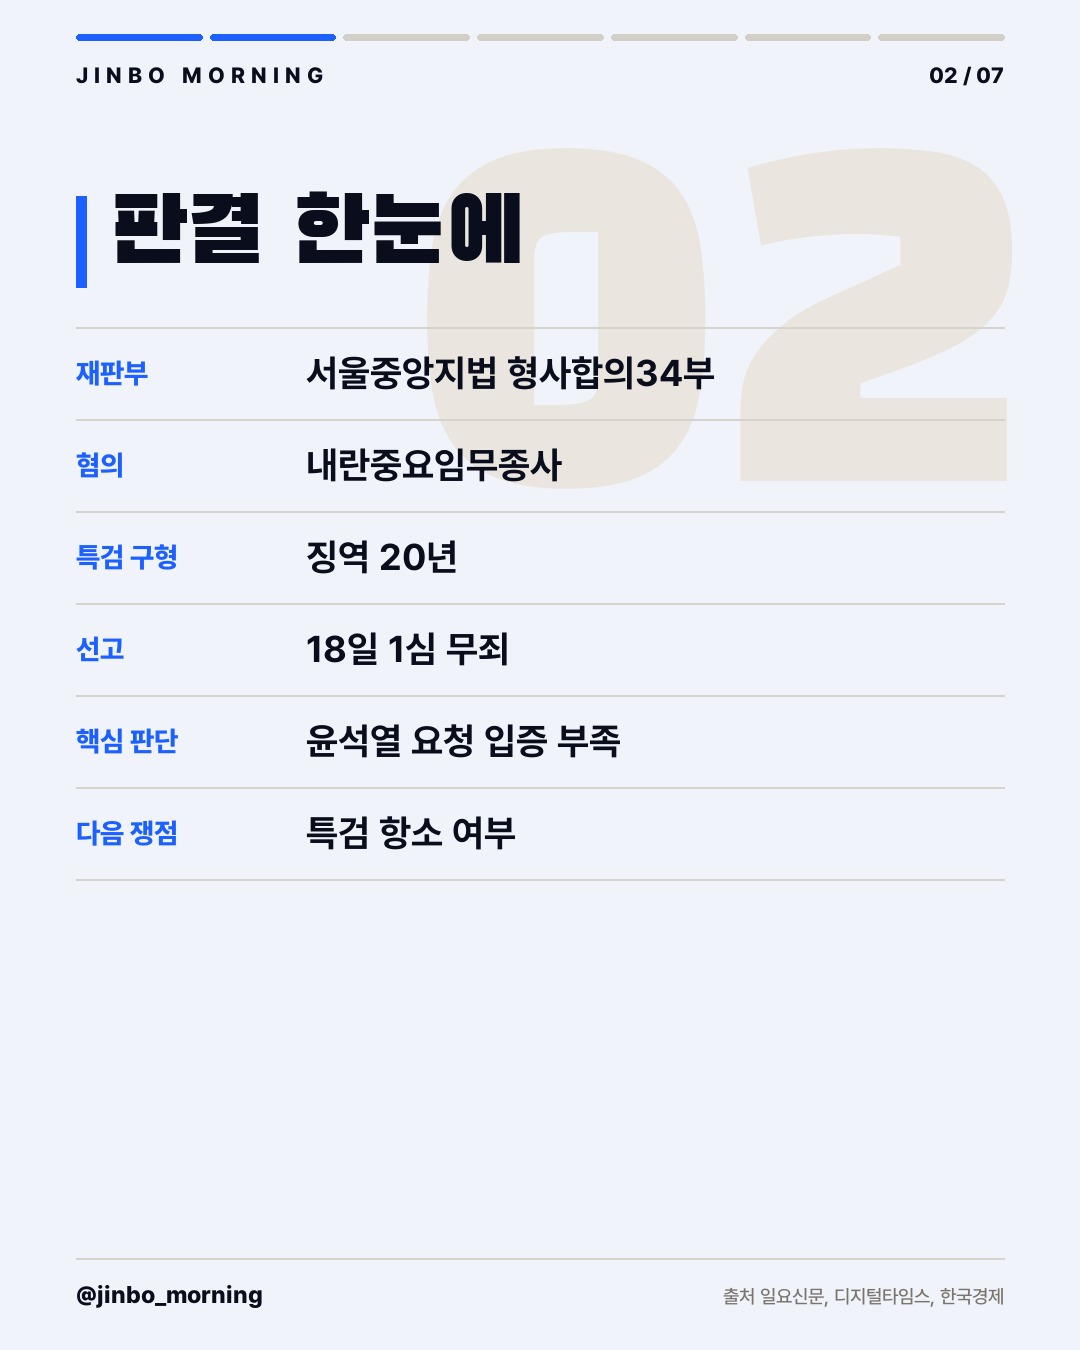 JINBO MORNING
02 / 07
02
판결 한눈에
재판부 서울중앙지법 형사합의34부
혐의 내란중요임무종사
특검 구형 징역 20년
선고 18일 1심 무죄
핵심 판단 윤석열 요청 입증 부족
다음 쟁점 특검 항소 여부
@jinbo_morning
출처 일요신문, 디지털타임스, 한국경제